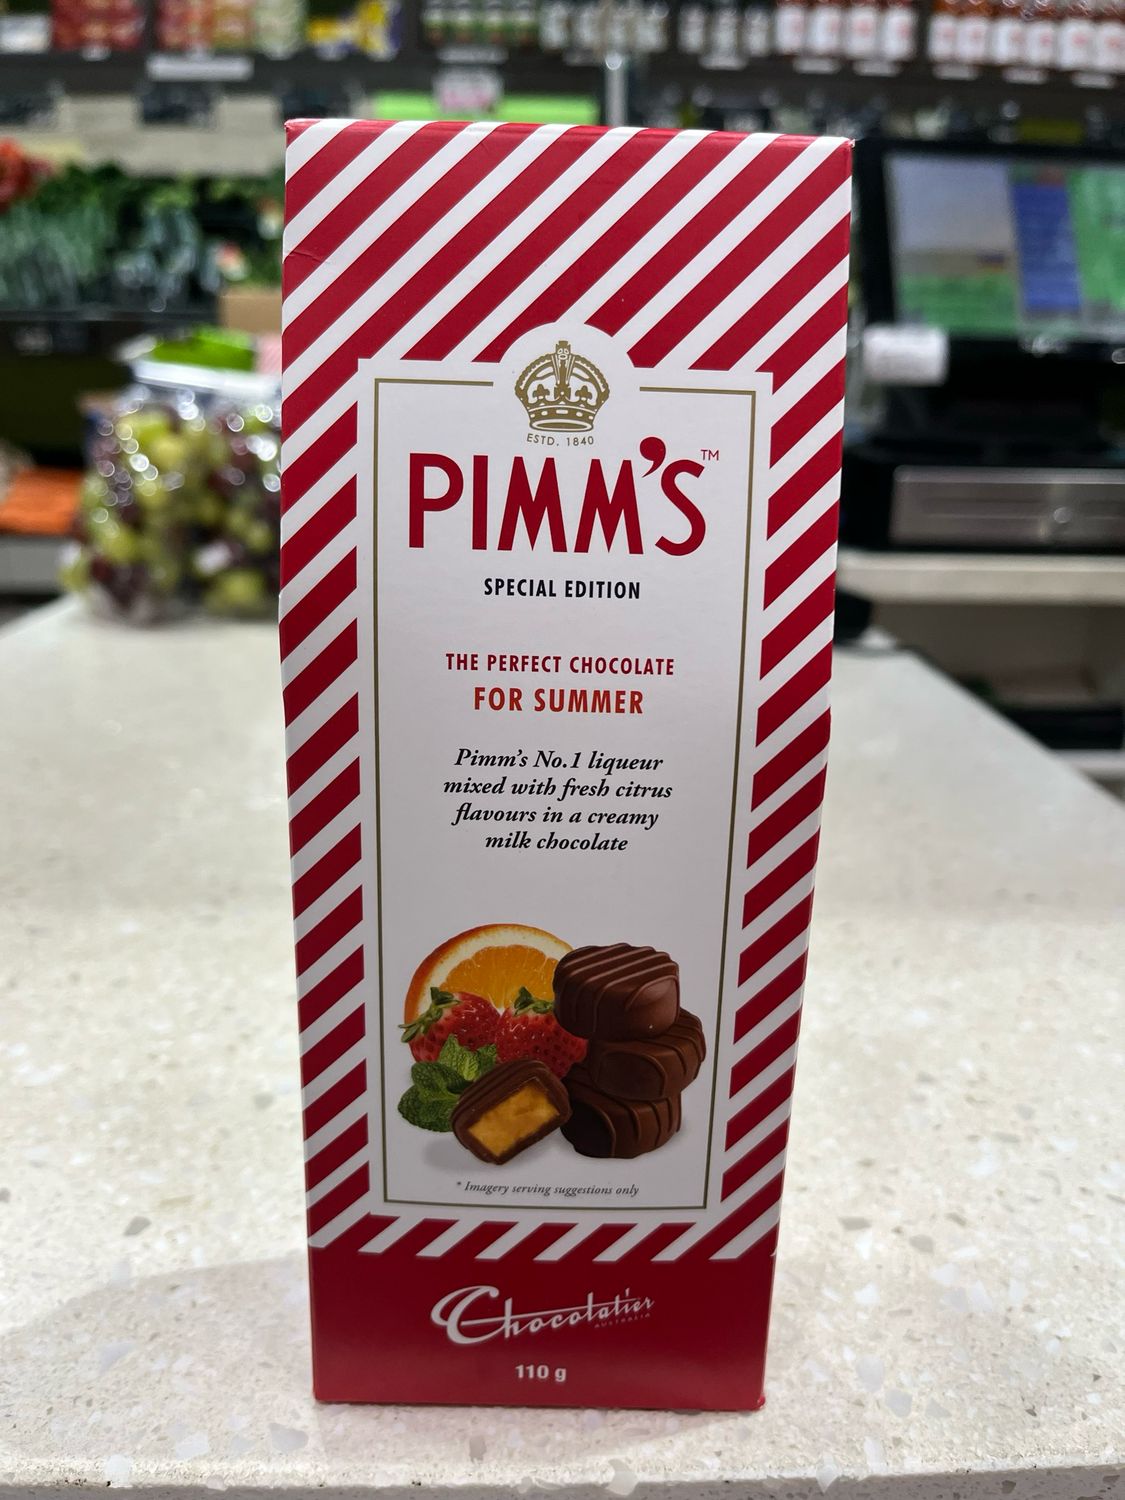 ESTD. 1840
PIMM'S™
SPECIAL EDITION
THE PERFECT CHOCOLATE
FOR SUMMER
Pimm's No.1 liqueur
mixed with fresh citrus
flavours in a creamy
milk chocolate
* Imagery serving suggestions only
Chocolatier
AUSTRALIA
110 g